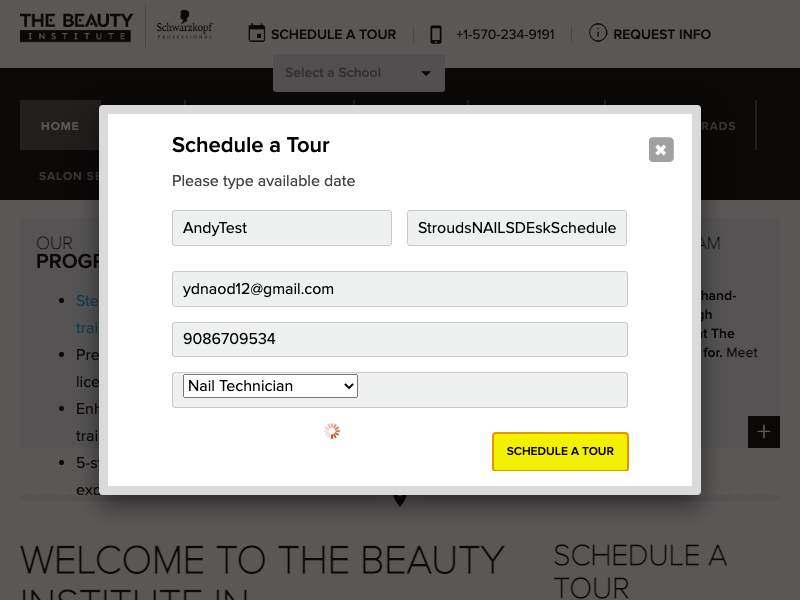 THE BEAUTY
INSTITUTE
Schwarzkopf
PROFESSIONAL
SCHEDULE A TOUR
+1-570-234-9191
REQUEST INFO
Select a School
HOME
RADS
SALON SE
Schedule a Tour
Please type available date
AndyTest
StroudsNAILSDEskSchedule
ydnaod12@gmail.com
9086709534
Nail Technician
SCHEDULE A TOUR
OUR
PROGR
Ste
trai
Pre
lice
Enh
trai
5-s
exp
AM
hand-
gh
at The
for. Meet
WELCOME TO THE BEAUTY
INSTITUTE IN
SCHEDULE A
TOUR